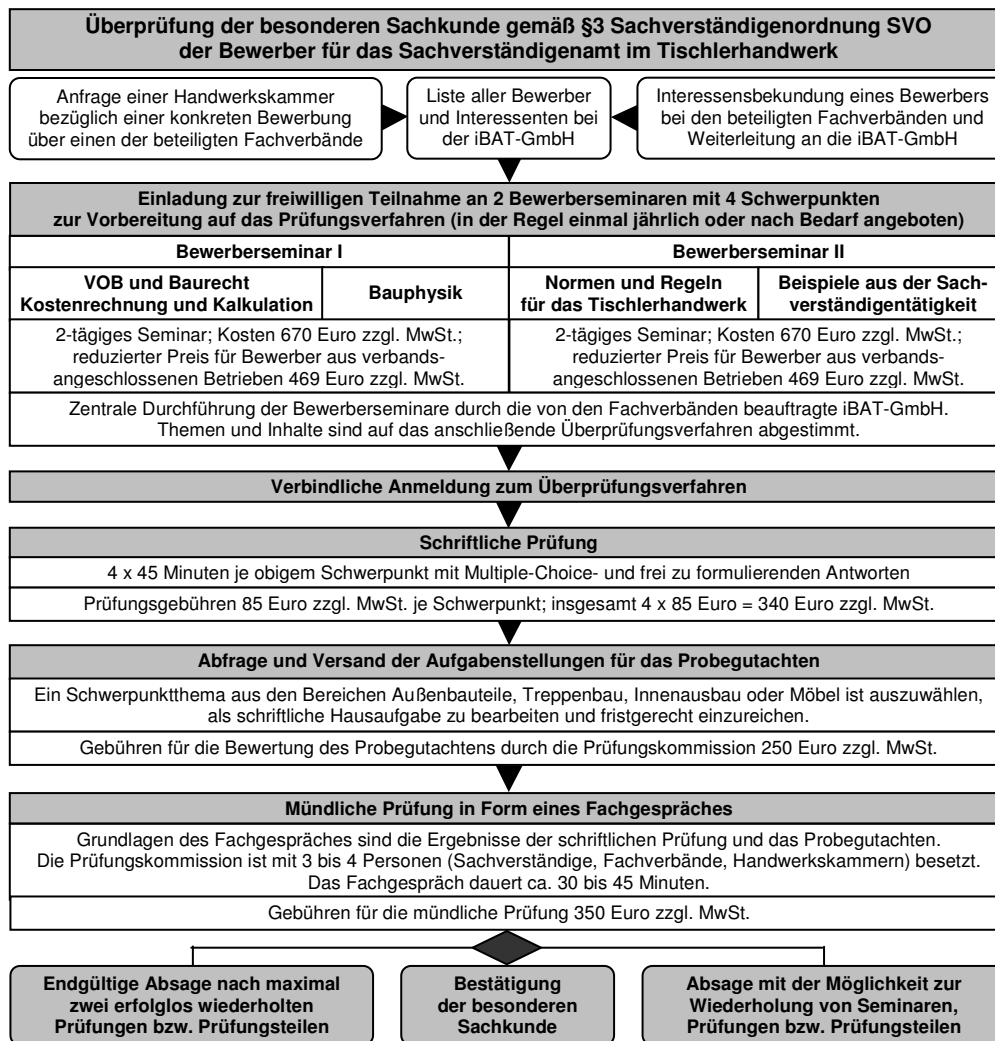 Überprüfung der besonderen Sachkunde gemäß §3 Sachverständigenordnung SVO
der Bewerber für das Sachverständigenamt im Tischlerhandwerk
Anfrage einer Handwerkskammer
bezüglich einer konkreten Bewerbung
über einen der beteiligten Fachverbände
Liste aller Bewerber
und Interessenten bei
der iBAT-GmbH
Interessensbekundung eines Bewerbers
bei den beteiligten Fachverbänden und
Weiterleitung an die iBAT-GmbH
Einladung zur freiwilligen Teilnahme an 2 Bewerberseminaren mit 4 Schwerpunkten
zur Vorbereitung auf das Prüfungsverfahren (in der Regel einmal jährlich oder nach Bedarf angeboten)
Bewerberseminar I
Bewerberseminar II
VOB und Baurecht
Kostenrechnung und Kalkulation
Bauphysik
Normen und Regeln
für das Tischlerhandwerk
Beispiele aus der Sach-
verständigentätigkeit
2-tägiges Seminar; Kosten 670 Euro zzgl. MwSt.;
reduzierter Preis für Bewerber aus verbands-
angeschlossenen Betrieben 469 Euro zzgl. MwSt.
2-tägiges Seminar; Kosten 670 Euro zzgl. MwSt.;
reduzierter Preis für Bewerber aus verbands-
angeschlossenen Betrieben 469 Euro zzgl. MwSt.
Zentrale Durchführung der Bewerberseminare durch die von den Fachverbänden beauftragte iBAT-GmbH.
Themen und Inhalte sind auf das anschließende Überprüfungsverfahren abgestimmt.
Verbindliche Anmeldung zum Überprüfungsverfahren
Schriftliche Prüfung
4 x 45 Minuten je obigem Schwerpunkt mit Multiple-Choice- und frei zu formulierenden Antworten
Prüfungsgebühren 85 Euro zzgl. MwSt. je Schwerpunkt; insgesamt 4 x 85 Euro = 340 Euro zzgl. MwSt.
Abfrage und Versand der Aufgabenstellungen für das Probegutachten
Ein Schwerpunktthema aus den Bereichen Außenbauteile, Treppenbau, Innenausbau oder Möbel ist auszuwählen,
als schriftliche Hausaufgabe zu bearbeiten und fristgerecht einzureichen.
Gebühren für die Bewertung des Probegutachtens durch die Prüfungskommission 250 Euro zzgl. MwSt.
Mündliche Prüfung in Form eines Fachgespräches
Grundlagen des Fachgespräches sind die Ergebnisse der schriftlichen Prüfung und das Probegutachten.
Die Prüfungskommission ist mit 3 bis 4 Personen (Sachverständige, Fachverbände, Handwerkskammern) besetzt.
Das Fachgespräch dauert ca. 30 bis 45 Minuten.
Gebühren für die mündliche Prüfung 350 Euro zzgl. MwSt.
Endgültige Absage nach maximal
zwei erfolglos wiederholten
Prüfungen bzw. Prüfungsteilen
Bestätigung
der besonderen
Sachkunde
Absage mit der Möglichkeit zur
Wiederholung von Seminaren,
Prüfungen bzw. Prüfungsteilen